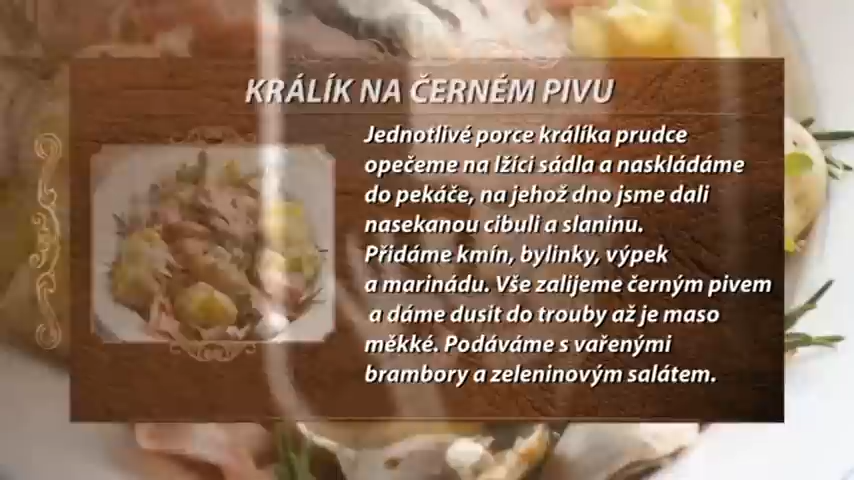 KRÁLÍK NA ČERNÉM PIVU
Jednotlivé porce králíka prudce
opečeme na lžíci sádla a naskládáme
do pekáče, na jehož dno jsme dali
nasekanou cibuli a slaninu.
Přidáme kmín, bylinky, výpek
a marinádu. Vše zalijeme černým pivem
a dáme dusit do trouby až je maso
měkké. Podáváme s vařenými
brambory a zeleninovým salátem.